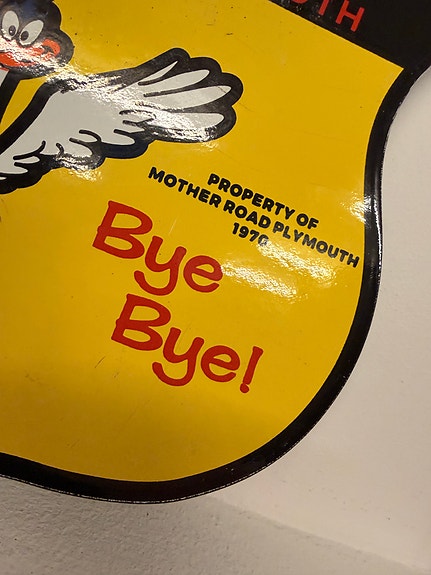 PROPERTY OF
MOTHER ROAD PLYMOUTH
1970
Bye
Bye!